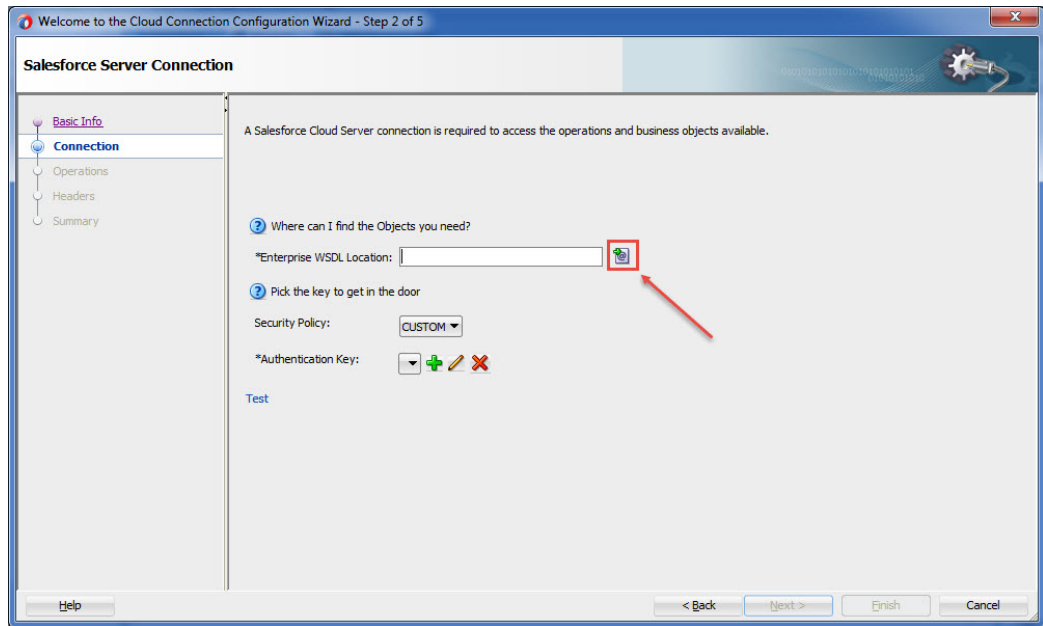 Welcome to the Cloud Connection Configuration Wizard - Step 2 of 5
x
Salesforce Server Connection
Basic Info
Connection
Operations
Headers
Summary
A Salesforce Cloud Server connection is required to access the operations and business objects available.
Where can I find the Objects you need?
*Enterprise WSDL Location:
Pick the key to get in the door
Security Policy: CUSTOM
*Authentication Key:
Test
Help < Back Next > Finish Cancel